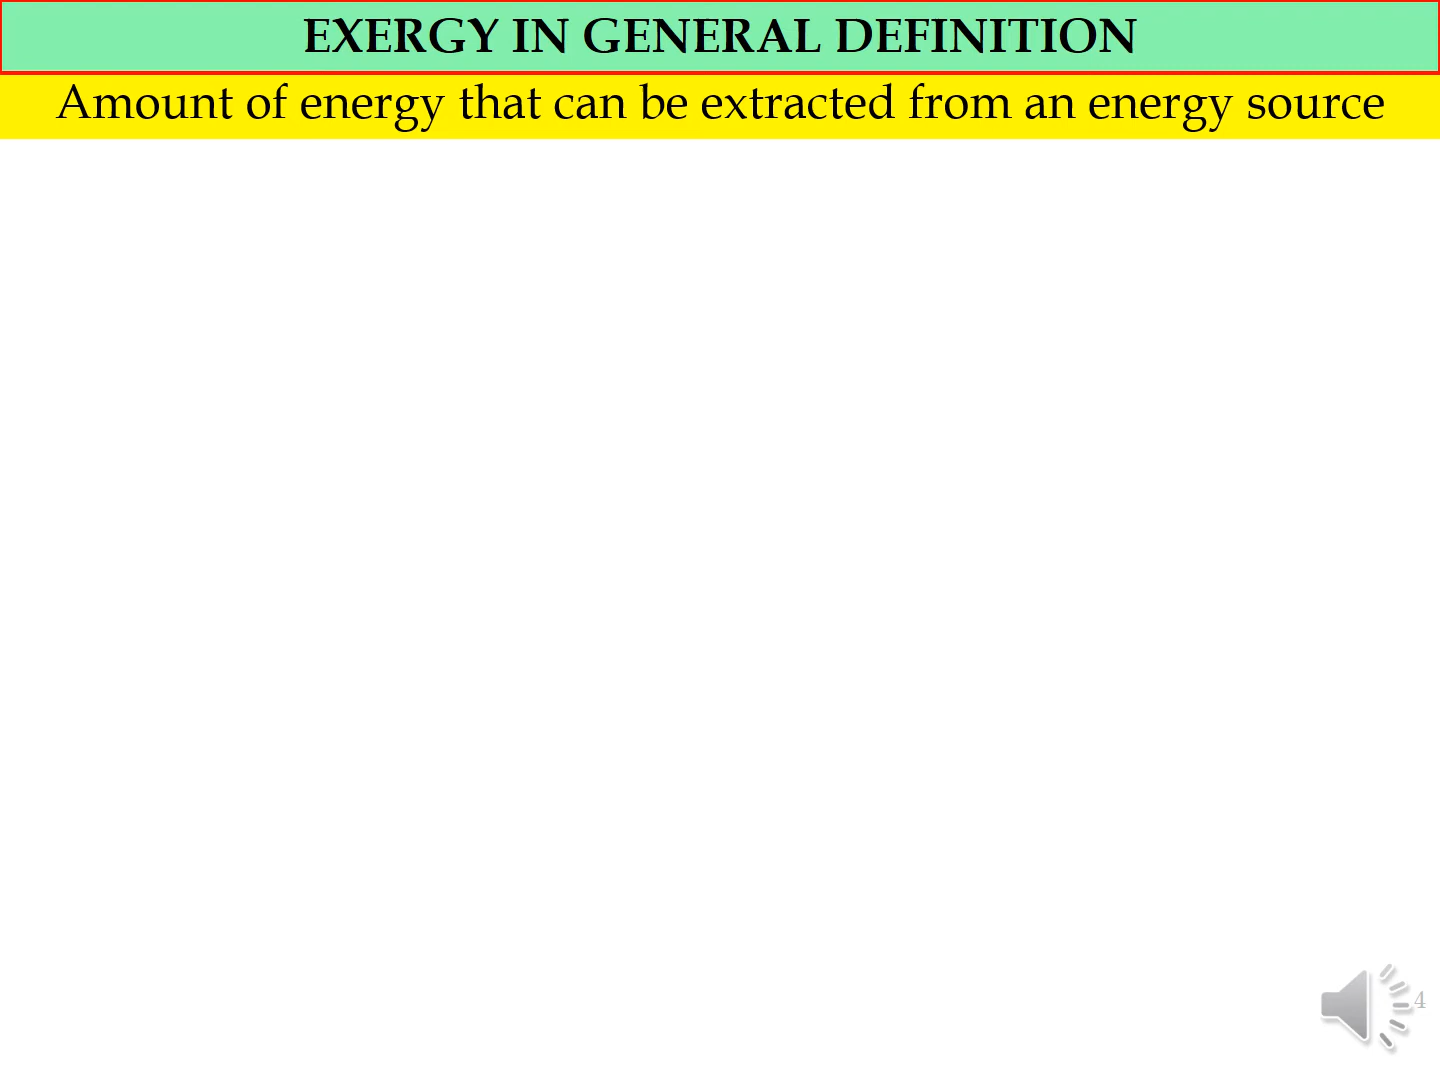 EXERGY IN GENERAL DEFINITION
Amount of energy that can be extracted from an energy source
4